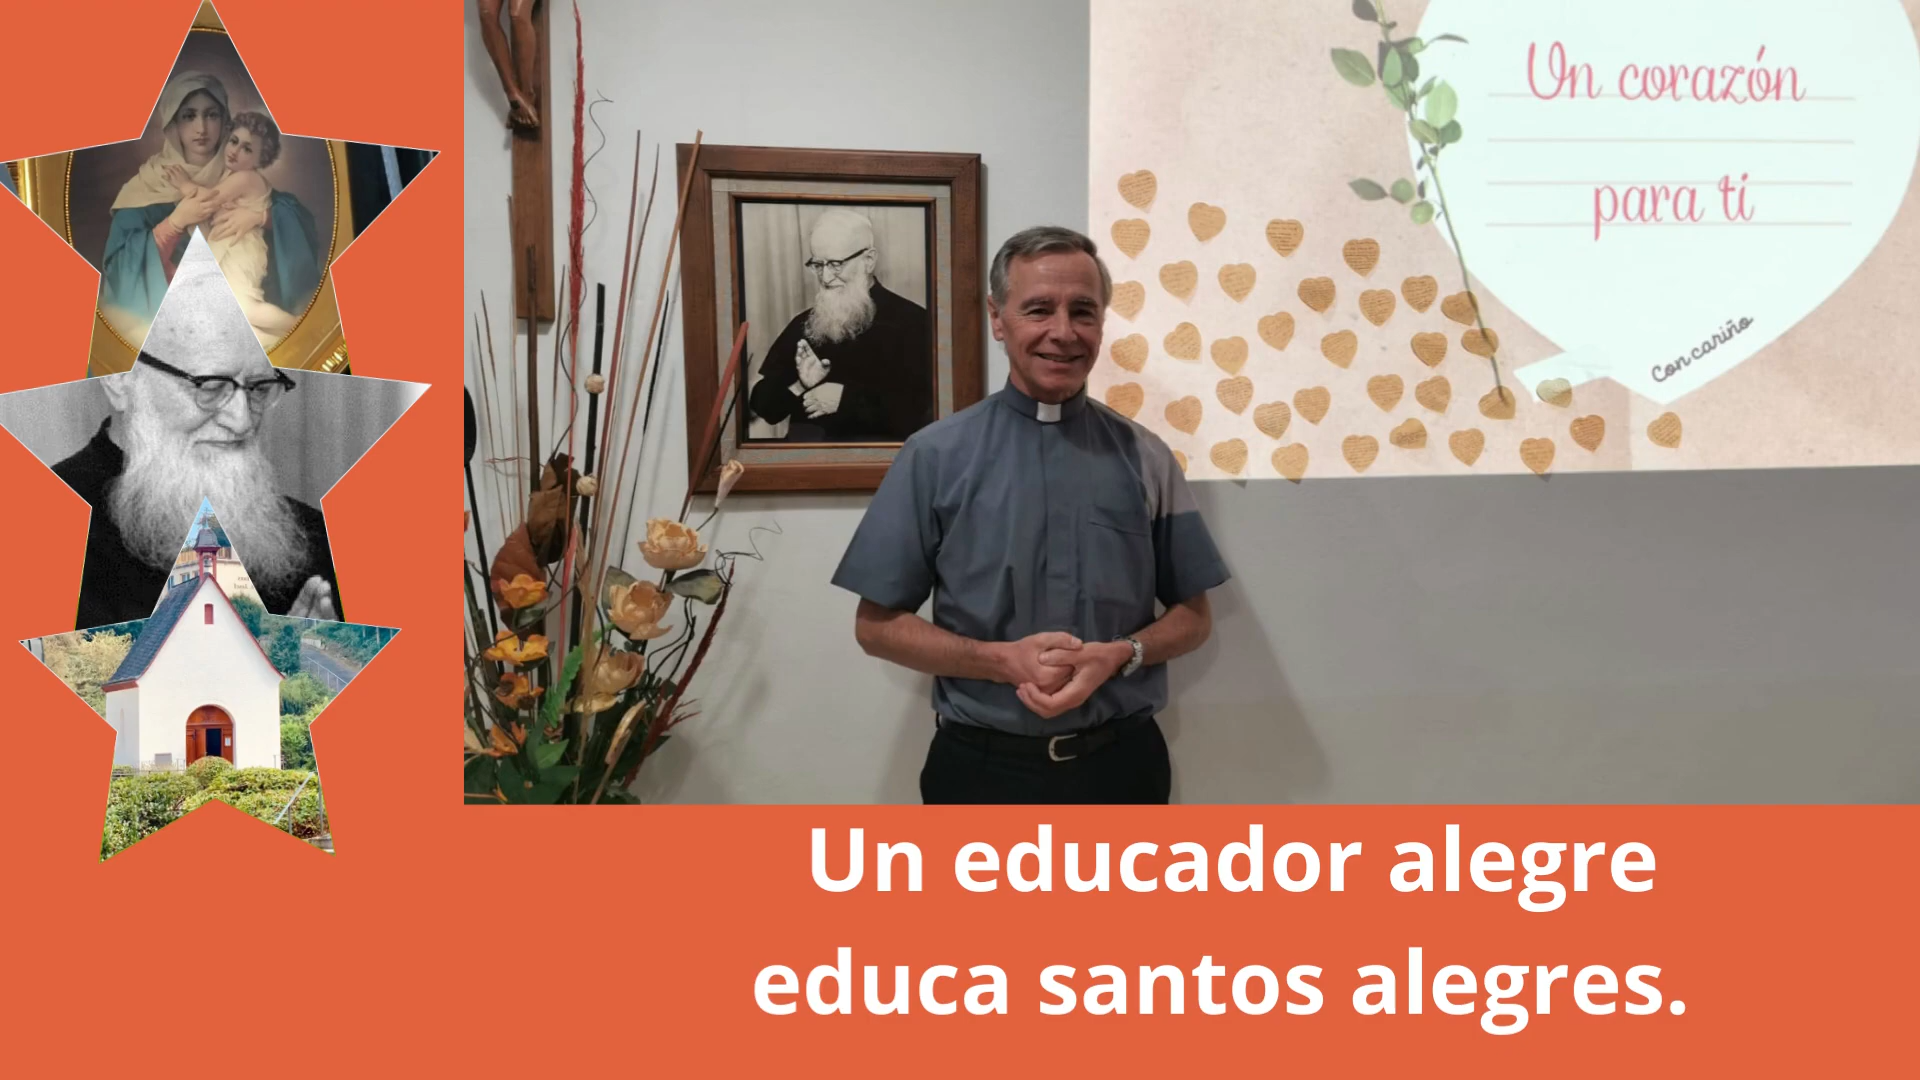 Un corazón
para ti
Con cariño
Un educador alegre
educa santos alegres.